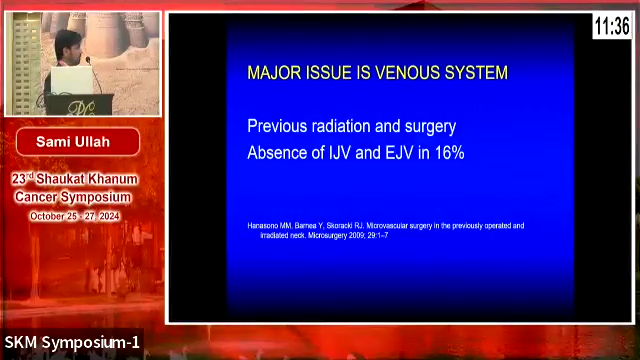 11:36
MAJOR ISSUE IS VENOUS SYSTEM
Previous radiation and surgery
Absence of IJV and EJV in 16%
Hanasono MM, Barnea Y, Skoracki RJ. Microvascular surgery in the previously operated and
irradiated neck. Microsurgery 2009; 29:1–7
Sami Ullah
23rd Shaukat Khanum
Cancer Symposium
October 25 - 27, 2024
SKM Symposium-1